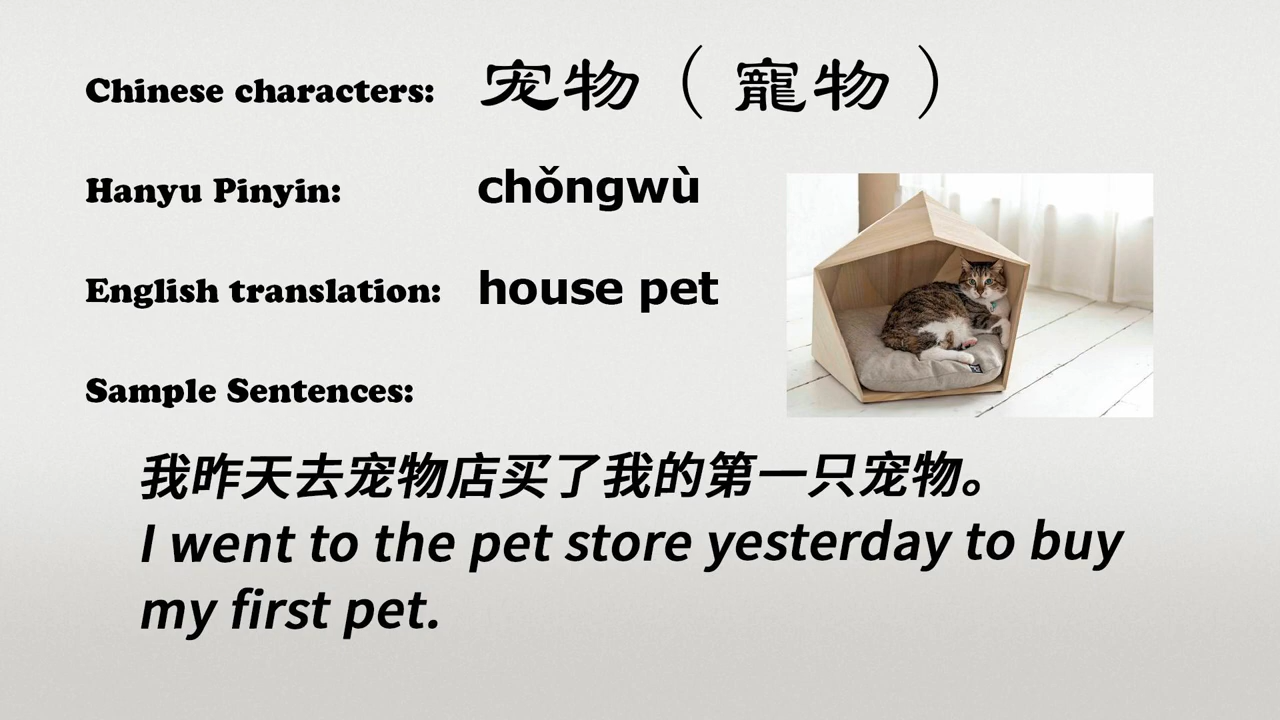 Chinese characters: 宠物（寵物）
Hanyu Pinyin: chǒngwù
English translation: house pet
Sample Sentences:
我昨天去宠物店买了我的第一只宠物。
I went to the pet store yesterday to buy
my first pet.